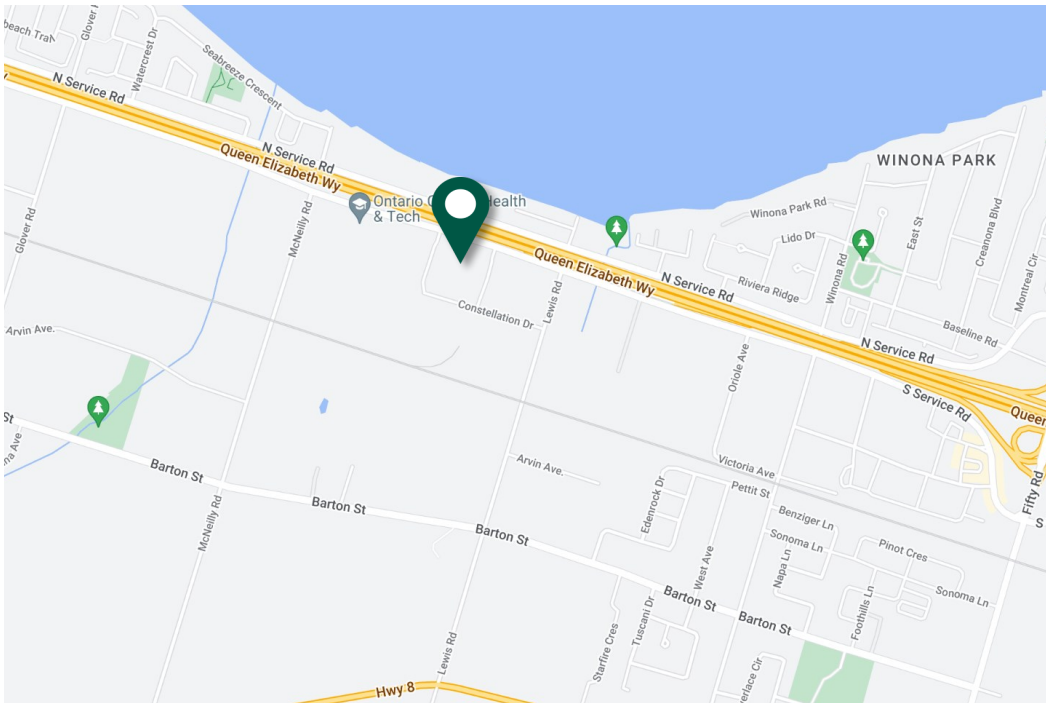 beach Trail
Glover R
Watercrest Dr
Seabreeze Crescent
N Service Rd
N Service Rd
Queen Elizabeth Wy
WINONA PARK
Winona Park Rd
Lido Dr
East St
Creanona Blvd
Ontario C Health
& Tech
McNeilly Rd
Glover Rd
Queen Elizabeth Wy
N Service Rd
Riviera Ridge
Winona Rd
Montreal Cir
Lewis Rd
Constellation Dr
Baseline Rd
N Service Rd
Arvin Ave.
Oriole Ave
S Service Rd
Queen
St
na Ave
Barton St
Arvin Ave.
Victoria Ave
Pettit St
Fifty Rd
S
Edenrock Dr
Benziger Ln
Barton St
McNeilly Rd
Barton St
Sonoma Ln
Pinot Cres
West Ave
Napa Ln
Sonoma Ln
Barton St
Barton St
Foothills Ln
Tuscani Dr
Starfire Cres
Lewis Rd
verlace Cir
Hwy 8